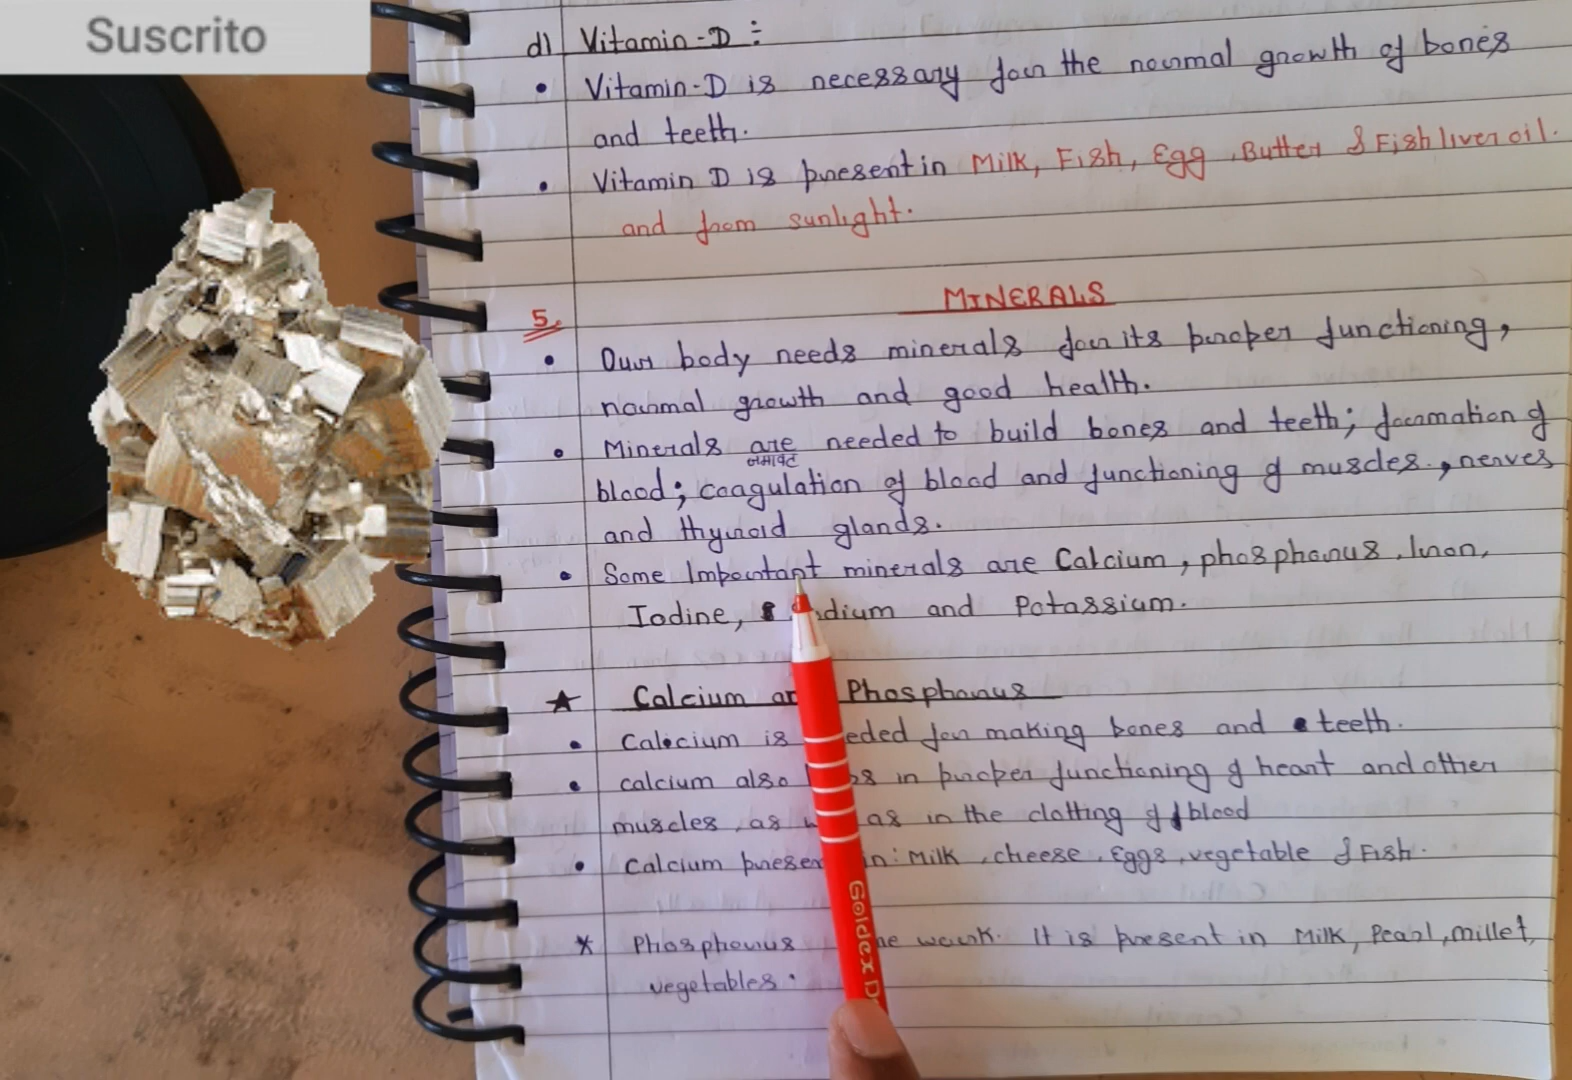 Suscrito
d) Vitamin-D :
• Vitamin-D is necessary for the normal growth of bones
and teeth.
• Vitamin D is present in Milk, Fish, Egg, Butter & Fish liver oil.
and from sunlight.
5. MINERALS
• Our body needs minerals for its proper functioning,
normal growth and good health.
• Minerals are needed to build bones and teeth; formation of
जमावट
blood; coagulation of blood and functioning of muscles, nerves
and thyroid glands.
• Some Important minerals are Calcium, phosphorus, Iron,
Iodine, dium and Potassium.
★ Calcium an Phosphorus
• Calcium is eded for making bones and teeth.
• calcium also ps in proper functioning of heart and other
muscles, as w as in the clotting of blood
• Calcium presen in: Milk, cheese, Eggs, vegetable & Fish.
* Phosphorus he work. It is present in Milk, Pearl, millet,
vegetables.
Goldex D